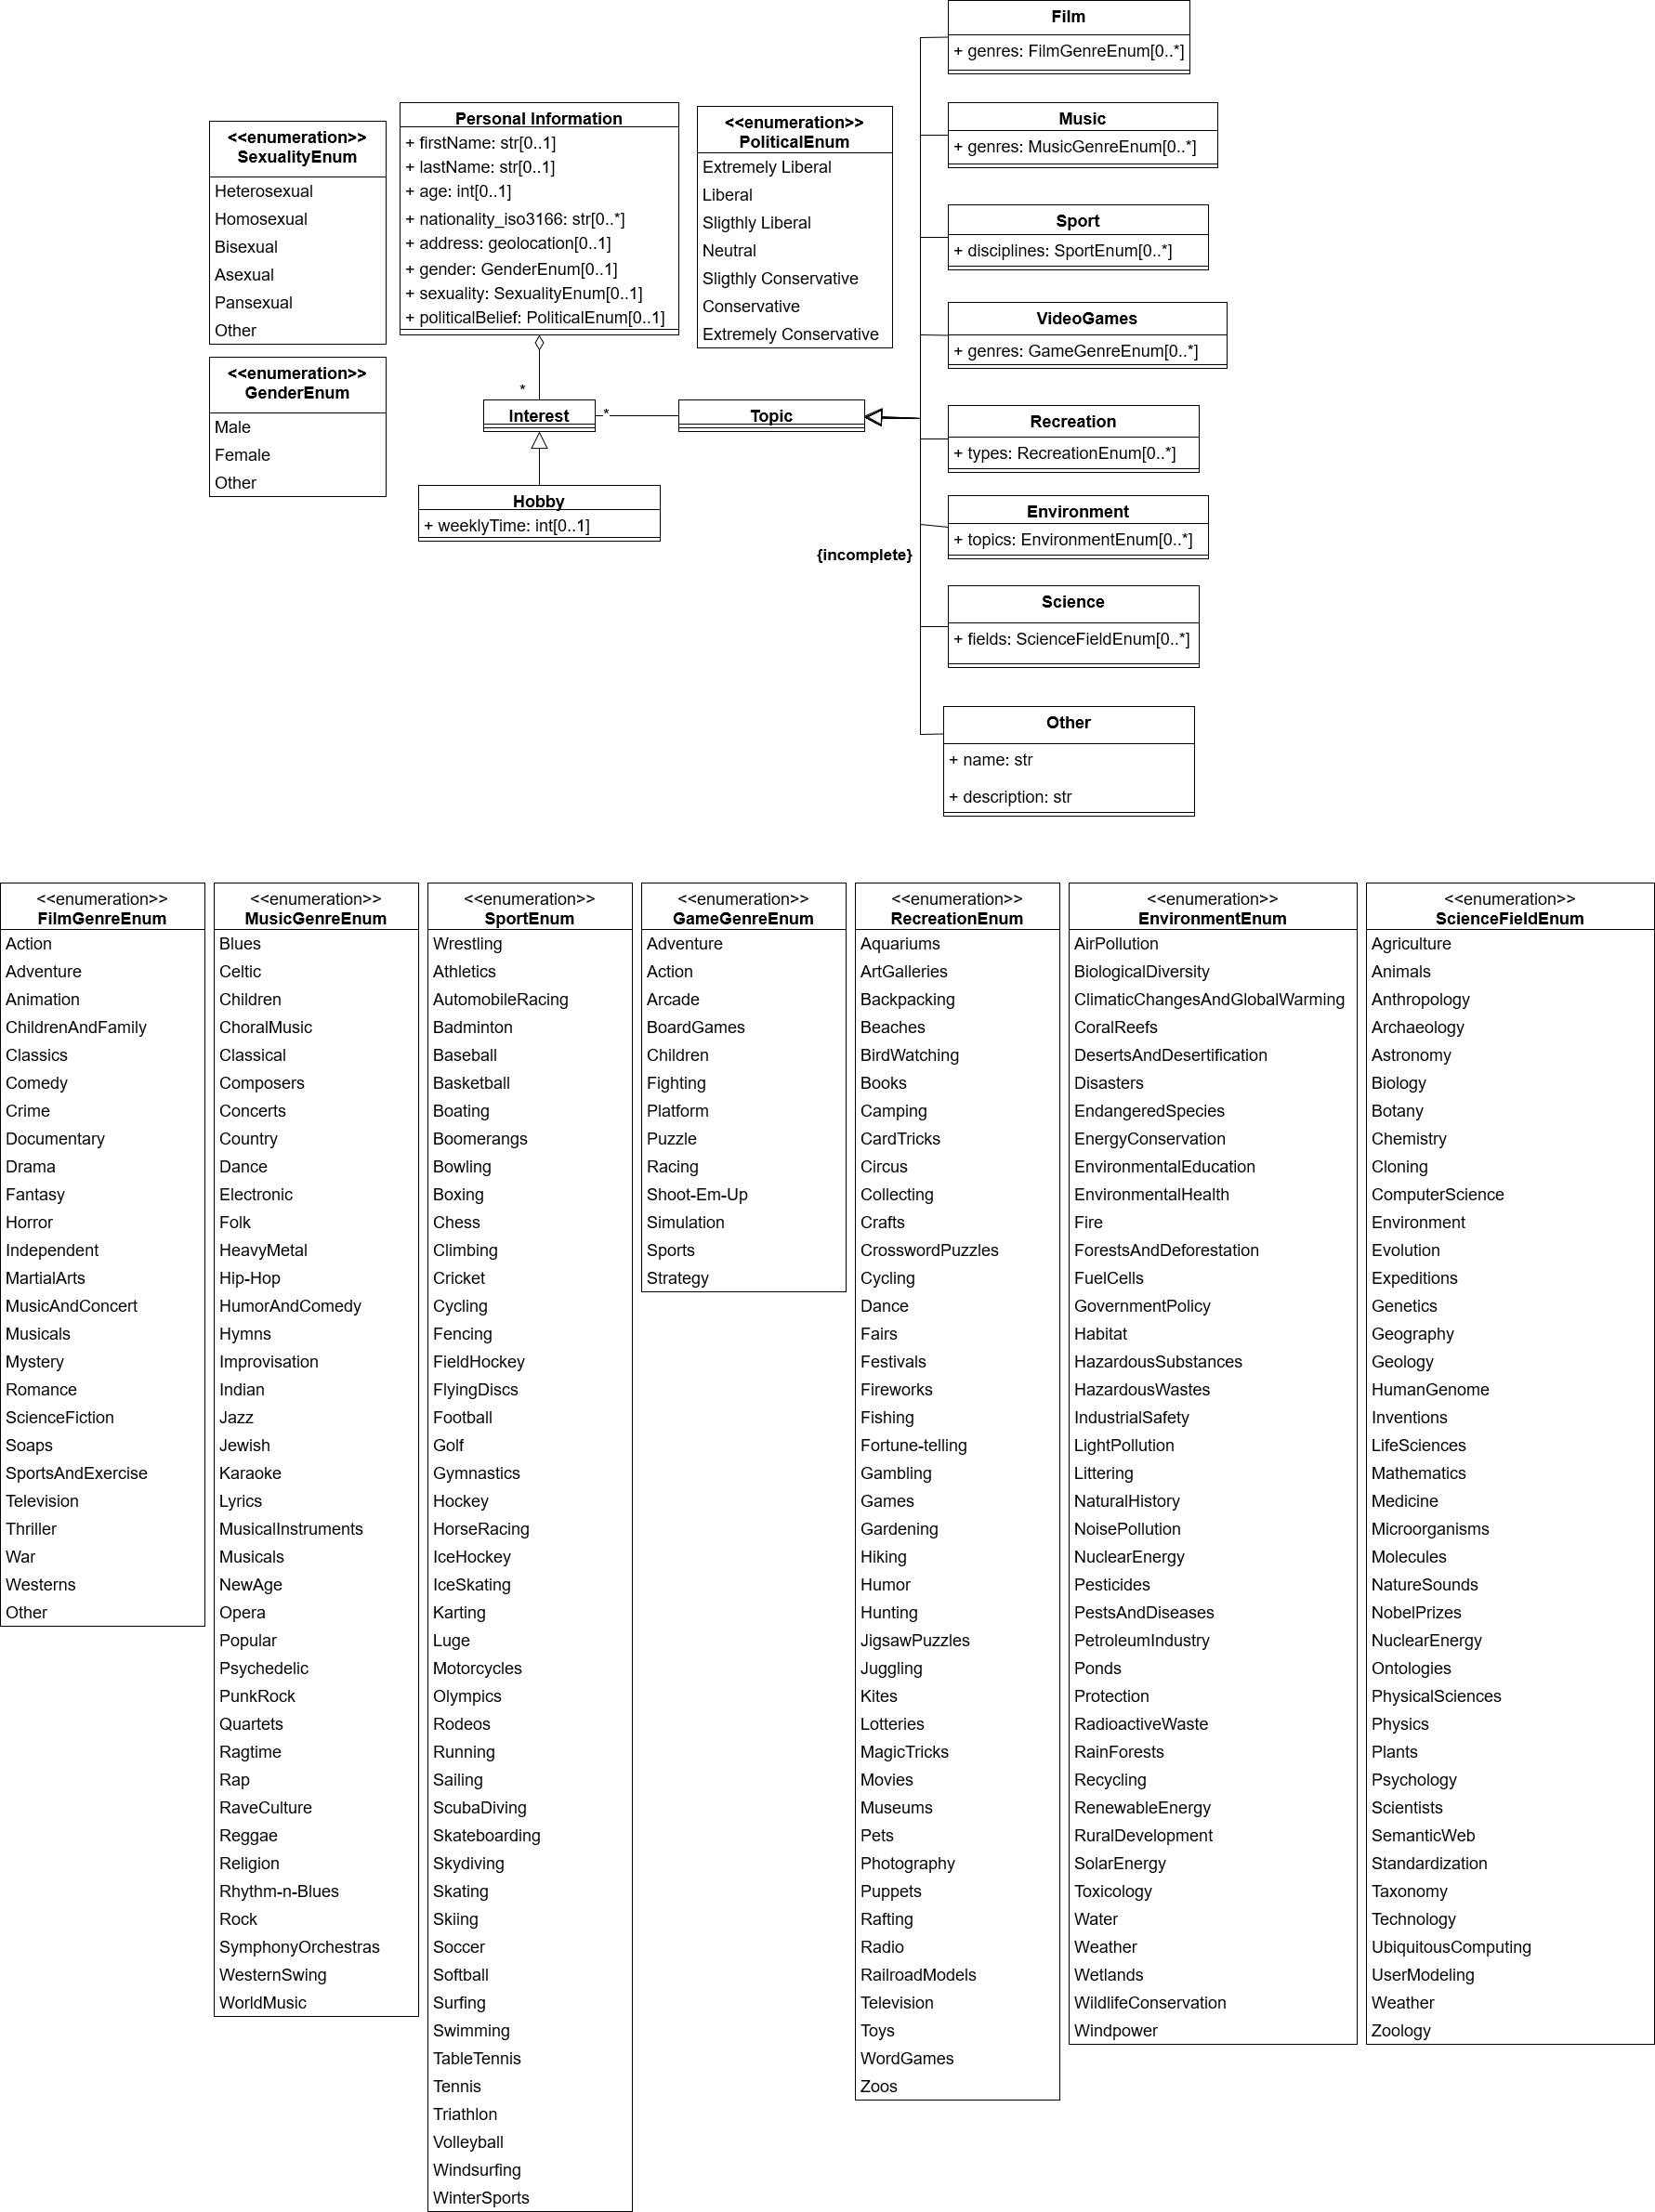 Film
+ genres: FilmGenreEnum[0..*]
Music
+ genres: MusicGenreEnum[0..*]
Sport
+ disciplines: SportEnum[0..*]
VideoGames
+ genres: GameGenreEnum[0..*]
Recreation
+ types: RecreationEnum[0..*]
Environment
+ topics: EnvironmentEnum[0..*]
Science
+ fields: ScienceFieldEnum[0..*]
Other
+ name: str
+ description: str
{incomplete}
<<enumeration>>
SexualityEnum
Heterosexual
Homosexual
Bisexual
Asexual
Pansexual
Other
<<enumeration>>
GenderEnum
Male
Female
Other
Personal Information
+ firstName: str[0..1]
+ lastName: str[0..1]
+ age: int[0..1]
+ nationality_iso3166: str[0..*]
+ address: geolocation[0..1]
+ gender: GenderEnum[0..1]
+ sexuality: SexualityEnum[0..1]
+ politicalBelief: PoliticalEnum[0..1]
*
Interest
*
Topic
Hobby
+ weeklyTime: int[0..1]
<<enumeration>>
PoliticalEnum
Extremely Liberal
Liberal
Sligthly Liberal
Neutral
Sligthly Conservative
Conservative
Extremely Conservative
<<enumeration>>
FilmGenreEnum
Action
Adventure
Animation
ChildrenAndFamily
Classics
Comedy
Crime
Documentary
Drama
Fantasy
Horror
Independent
MartialArts
MusicAndConcert
Musicals
Mystery
Romance
ScienceFiction
Soaps
SportsAndExercise
Television
Thriller
War
Westerns
Other
<<enumeration>>
MusicGenreEnum
Blues
Celtic
Children
ChoralMusic
Classical
Composers
Concerts
Country
Dance
Electronic
Folk
HeavyMetal
Hip-Hop
HumorAndComedy
Hymns
Improvisation
Indian
Jazz
Jewish
Karaoke
Lyrics
MusicalInstruments
Musicals
NewAge
Opera
Popular
Psychedelic
PunkRock
Quartets
Ragtime
Rap
RaveCulture
Reggae
Religion
Rhythm-n-Blues
Rock
SymphonyOrchestras
WesternSwing
WorldMusic
<<enumeration>>
SportEnum
Wrestling
Athletics
AutomobileRacing
Badminton
Baseball
Basketball
Boating
Boomerangs
Bowling
Boxing
Chess
Climbing
Cricket
Cycling
Fencing
FieldHockey
FlyingDiscs
Football
Golf
Gymnastics
Hockey
HorseRacing
IceHockey
IceSkating
Karting
Luge
Motorcycles
Olympics
Rodeos
Running
Sailing
ScubaDiving
Skateboarding
Skydiving
Skating
Skiing
Soccer
Softball
Surfing
Swimming
TableTennis
Tennis
Triathlon
Volleyball
Windsurfing
WinterSports
<<enumeration>>
GameGenreEnum
Adventure
Action
Arcade
BoardGames
Children
Fighting
Platform
Puzzle
Racing
Shoot-Em-Up
Simulation
Sports
Strategy
<<enumeration>>
RecreationEnum
Aquariums
ArtGalleries
Backpacking
Beaches
BirdWatching
Books
Camping
CardTricks
Circus
Collecting
Crafts
CrosswordPuzzles
Cycling
Dance
Fairs
Festivals
Fireworks
Fishing
Fortune-telling
Gambling
Games
Gardening
Hiking
Humor
Hunting
JigsawPuzzles
Juggling
Kites
Lotteries
MagicTricks
Movies
Museums
Pets
Photography
Puppets
Rafting
Radio
RailroadModels
Television
Toys
WordGames
Zoos
<<enumeration>>
EnvironmentEnum
AirPollution
BiologicalDiversity
ClimaticChangesAndGlobalWarming
CoralReefs
DesertsAndDesertification
Disasters
EndangeredSpecies
EnergyConservation
EnvironmentalEducation
EnvironmentalHealth
Fire
ForestsAndDeforestation
FuelCells
GovernmentPolicy
Habitat
HazardousSubstances
HazardousWastes
IndustrialSafety
LightPollution
Littering
NaturalHistory
NoisePollution
NuclearEnergy
Pesticides
PestsAndDiseases
PetroleumIndustry
Ponds
Protection
RadioactiveWaste
RainForests
Recycling
RenewableEnergy
RuralDevelopment
SolarEnergy
Toxicology
Water
Weather
Wetlands
WildlifeConservation
Windpower
<<enumeration>>
ScienceFieldEnum
Agriculture
Animals
Anthropology
Archaeology
Astronomy
Biology
Botany
Chemistry
Cloning
ComputerScience
Environment
Evolution
Expeditions
Genetics
Geography
Geology
HumanGenome
Inventions
LifeSciences
Mathematics
Medicine
Microorganisms
Molecules
NatureSounds
NobelPrizes
NuclearEnergy
Ontologies
PhysicalSciences
Physics
Plants
Psychology
Scientists
SemanticWeb
Standardization
Taxonomy
Technology
UbiquitousComputing
UserModeling
Weather
Zoology